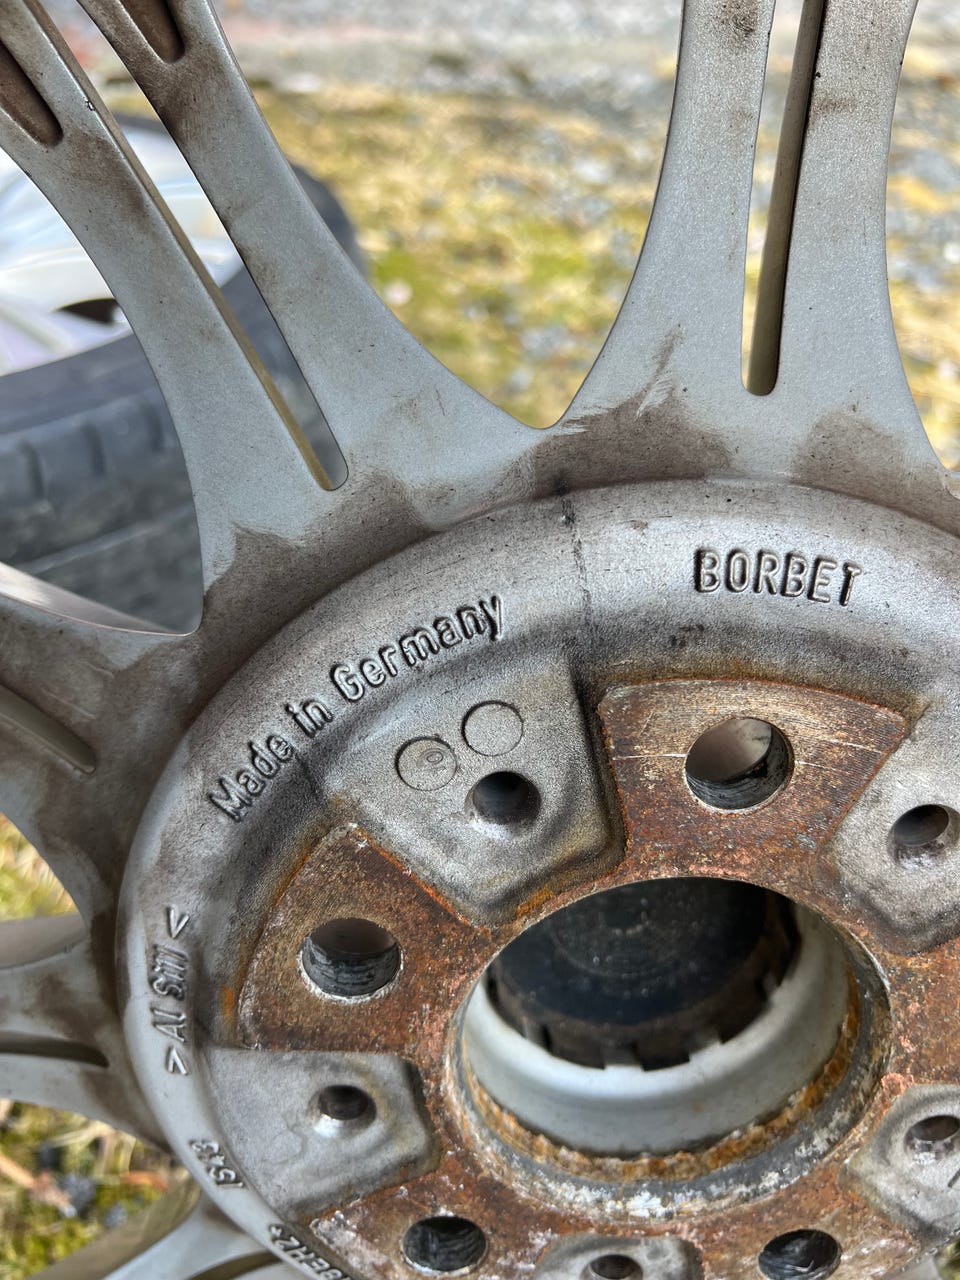 BORBET
Made in Germany
>Al Si11<